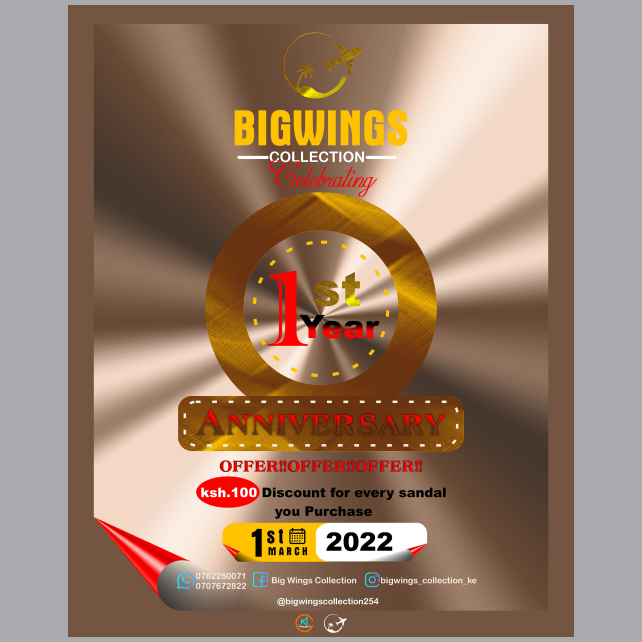 BIGWINGS
COLLECTION
Celebrating
1st
Year
ANNIVERSARY
OFFER!!OFFER!!OFFER!!
ksh.100 Discount for every sandal
you Purchase
1st MARCH 2022
0782250071
0707672822
Big Wings Collection
bigwings_collection_ke
@bigwingscollection254